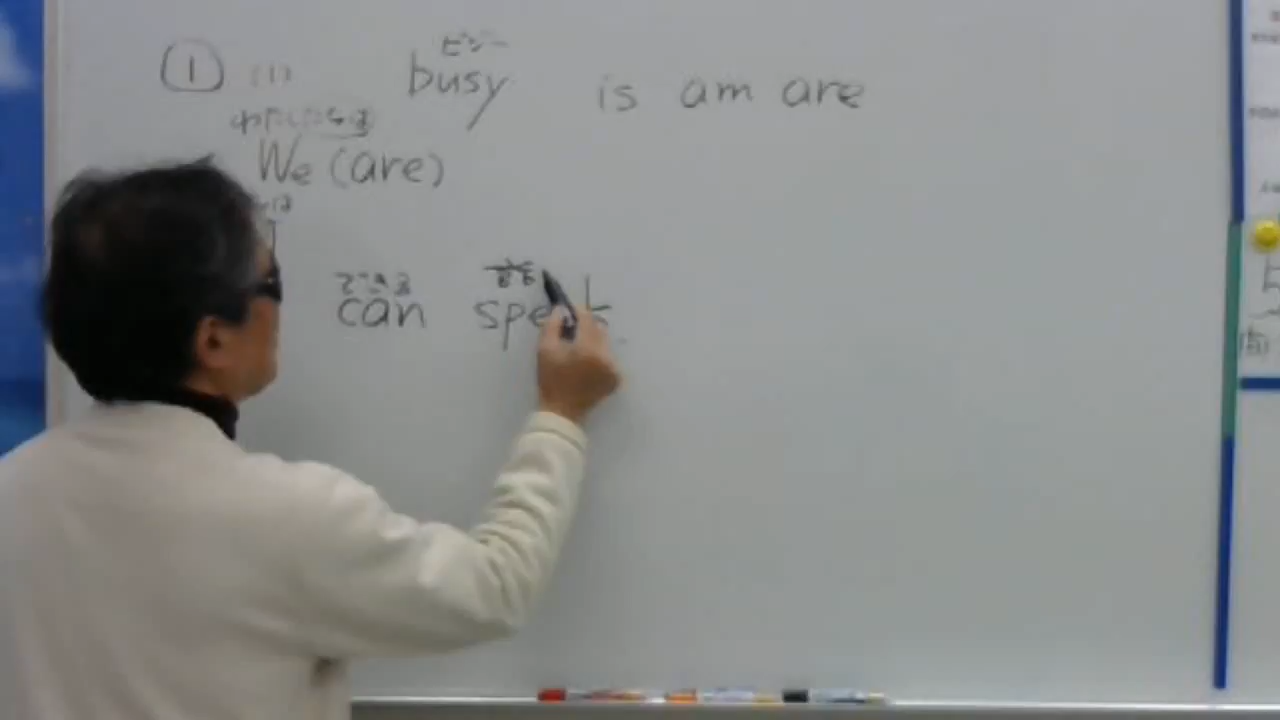 ビジー
① (1) busy is am are
わたしたちは
We (are)
は
I
できる 話す
can speak